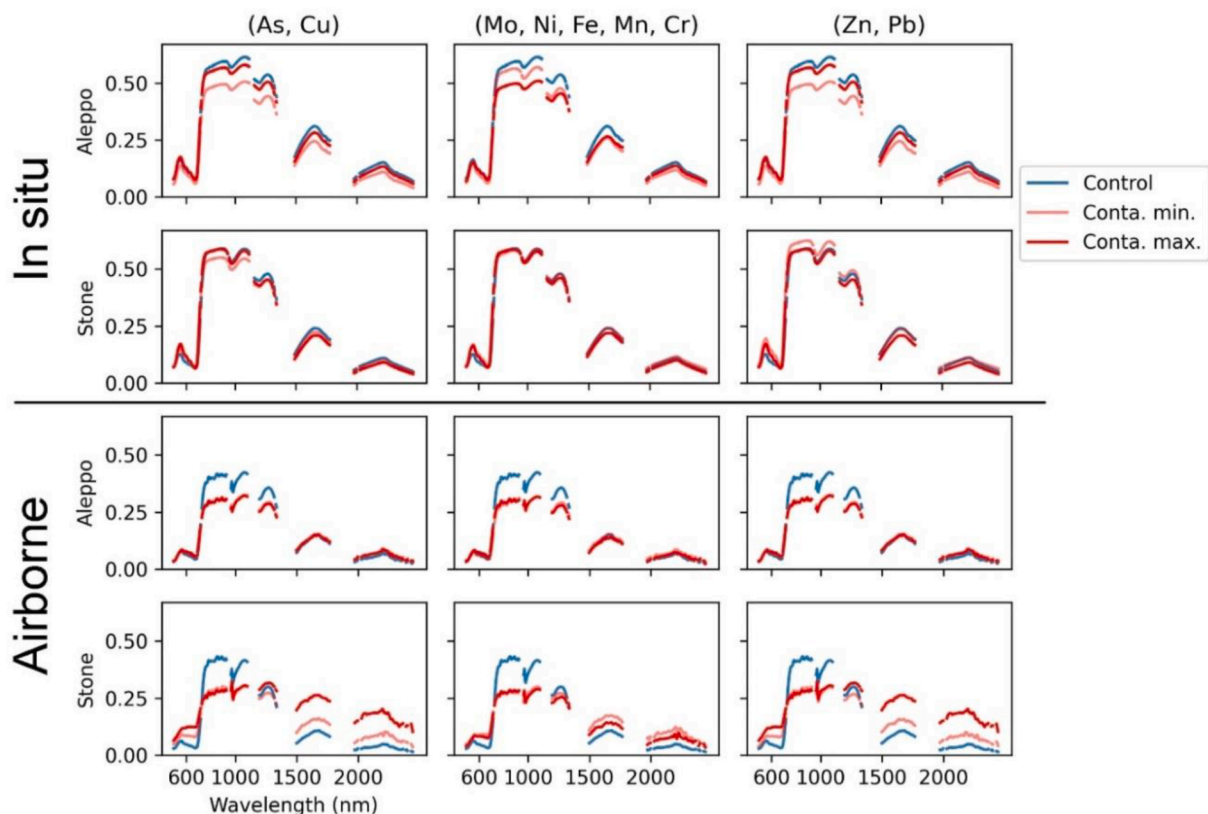 (As, Cu) (Mo, Ni, Fe, Mn, Cr) (Zn, Pb)
In situ
Aleppo
0.50
0.25
0.00
Stone
0.50
0.25
0.00
Control
Conta. min.
Conta. max.
Airborne
Aleppo
0.50
0.25
0.00
Stone
0.50
0.25
0.00
600 1000 1500 2000 600 1000 1500 2000 600 1000 1500 2000
Wavelength (nm)